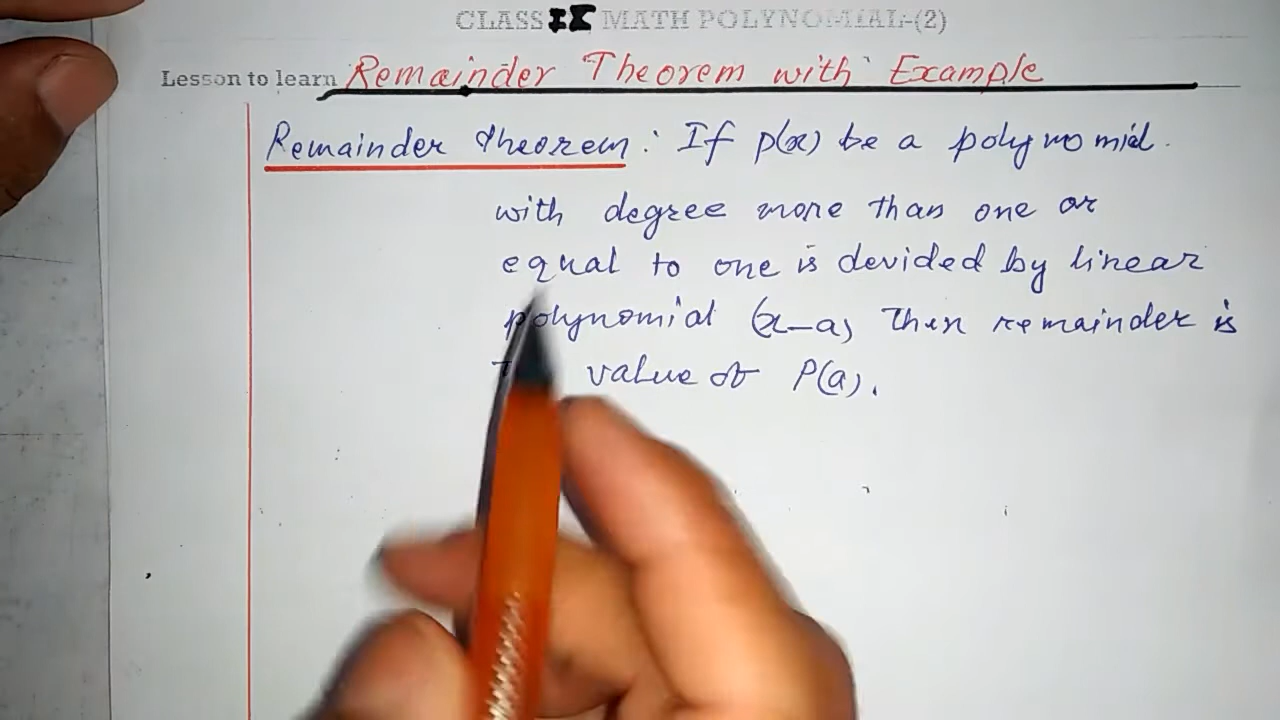 CLASS IX MATH POLYNOMIAL-(2)
Lesson to learn Remainder Theorem with Example
Remainder Theorem : If p(x) be a polynomial.
with degree more than one or
equal to one is devided by linear
polynomial (x-a) Then remainder is
value of P(a).